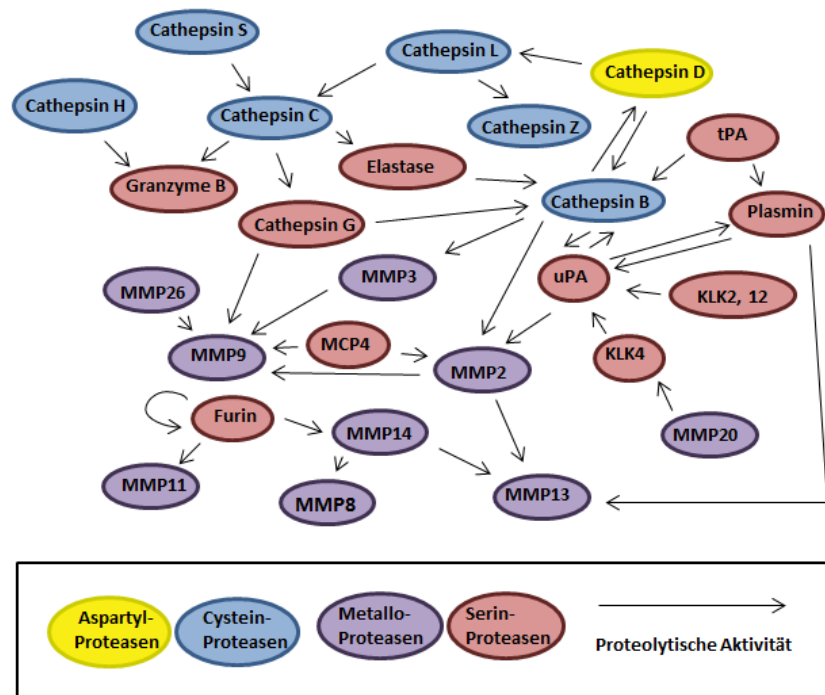 Cathepsin S
Cathepsin L
Cathepsin D
Cathepsin H
Cathepsin C
Cathepsin Z
tPA
Elastase
Granzyme B
Cathepsin B
Plasmin
Cathepsin G
MMP3
uPA
MMP26
KLK2, 12
MCP4
MMP9
KLK4
MMP2
Furin
MMP14
MMP20
MMP11
MMP8
MMP13
Aspartyl-
Proteasen
Cystein-
Proteasen
Metallo-
Proteasen
Serin-
Proteasen
Proteolytische Aktivität